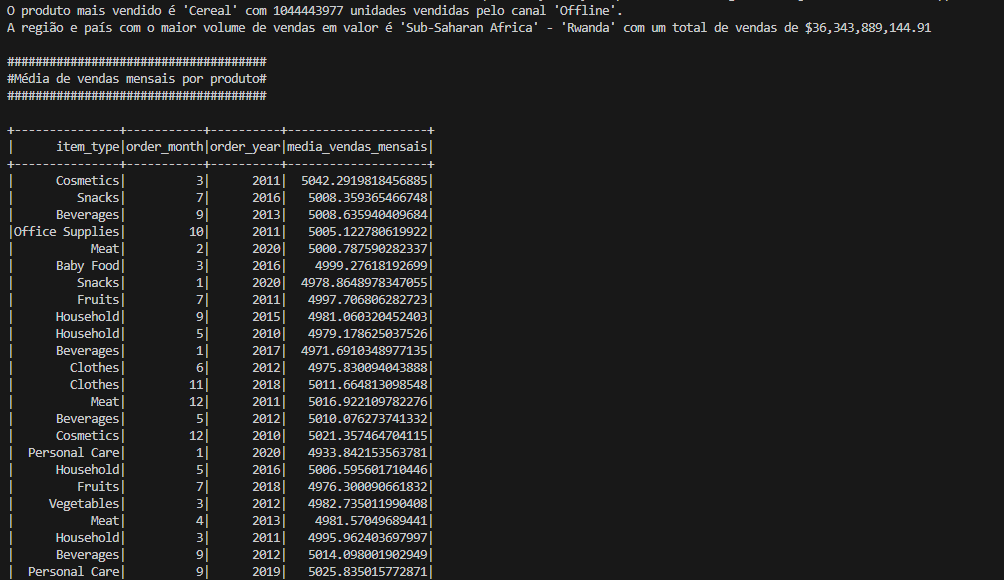 O produto mais vendido é 'Cereal' com 1044443977 unidades vendidas pelo canal 'Offline'.
A região e país com o maior volume de vendas em valor é 'Sub-Saharan Africa' - 'Rwanda' com um total de vendas de $36,343,889,144.91
#####################################
#Média de vendas mensais por produto#
#####################################
+---------------+-----------+----------+--------------------+
|      item_type|order_month|order_year|media_vendas_mensais|
+---------------+-----------+----------+--------------------+
|      Cosmetics|          3|      2011|  5042.2919818456885|
|         Snacks|          7|      2016|   5008.359365466748|
|      Beverages|          9|      2013|   5008.635940409684|
|Office Supplies|         10|      2011|   5005.122780619922|
|           Meat|          2|      2020|   5000.787590282337|
|      Baby Food|          3|      2016|    4999.27618192699|
|         Snacks|          1|      2020|  4978.8648978347055|
|         Fruits|          7|      2011|   4997.706806282723|
|      Household|          9|      2015|   4981.060320452403|
|      Household|          5|      2010|   4979.178625037526|
|      Beverages|          1|      2017|  4971.6910348977135|
|        Clothes|          6|      2012|   4975.830094043888|
|        Clothes|         11|      2018|   5011.664813098548|
|           Meat|         12|      2011|   5016.922109782276|
|      Beverages|          5|      2012|   5010.076273741332|
|      Cosmetics|         12|      2010|   5021.357464704115|
|  Personal Care|          1|      2020|   4933.842153563781|
|      Household|          5|      2016|   5006.595601710446|
|         Fruits|          7|      2018|   4976.300090661832|
|     Vegetables|          3|      2012|   4982.735011990408|
|           Meat|          4|      2013|    4981.57049689441|
|      Household|          3|      2011|   4995.962403697997|
|      Beverages|          9|      2012|   5014.098001902949|
|  Personal Care|          9|      2019|   5025.835015772871|